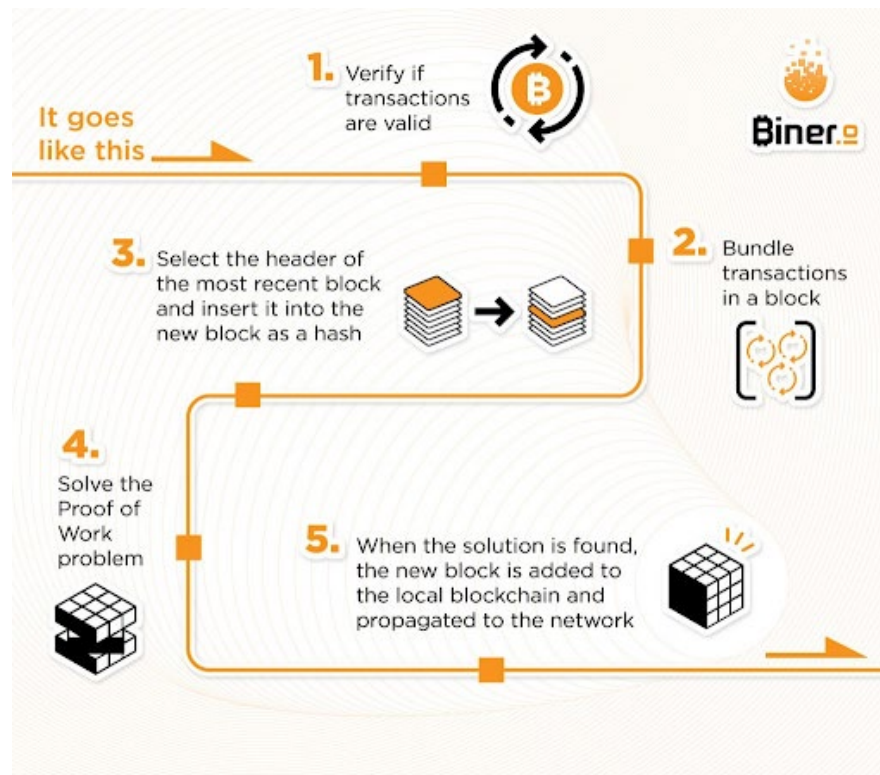 It goes
like this
1. Verify if
transactions
are valid
Biner.io
2. Bundle
transactions
in a block
3. Select the header of
the most recent block
and insert it into the
new block as a hash
4.
Solve the
Proof of
Work
problem
5. When the solution is found,
the new block is added to
the local blockchain and
propagated to the network